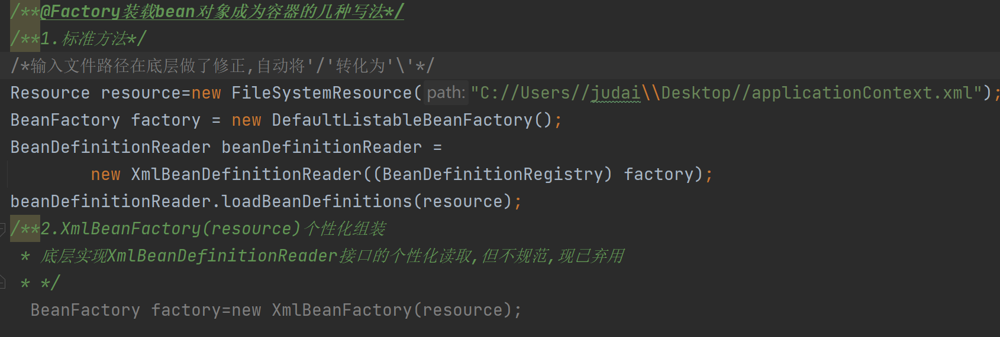 /**@Factory装载bean对象成为容器的几种写法*/
/**1.标准方法*/
/*输入文件路径在底层做了修正,自动将'/'转化为'\'*/
Resource resource=new FileSystemResource( path: "C://Users//judai\\Desktop//applicationContext.xml");
BeanFactory factory = new DefaultListableBeanFactory();
BeanDefinitionReader beanDefinitionReader =
new XmlBeanDefinitionReader((BeanDefinitionRegistry) factory);
beanDefinitionReader.loadBeanDefinitions(resource);
/**2.XmlBeanFactory(resource)个性化组装
* 底层实现XmlBeanDefinitionReader接口的个性化读取,但不规范,现已弃用
* */
BeanFactory factory=new XmlBeanFactory(resource);